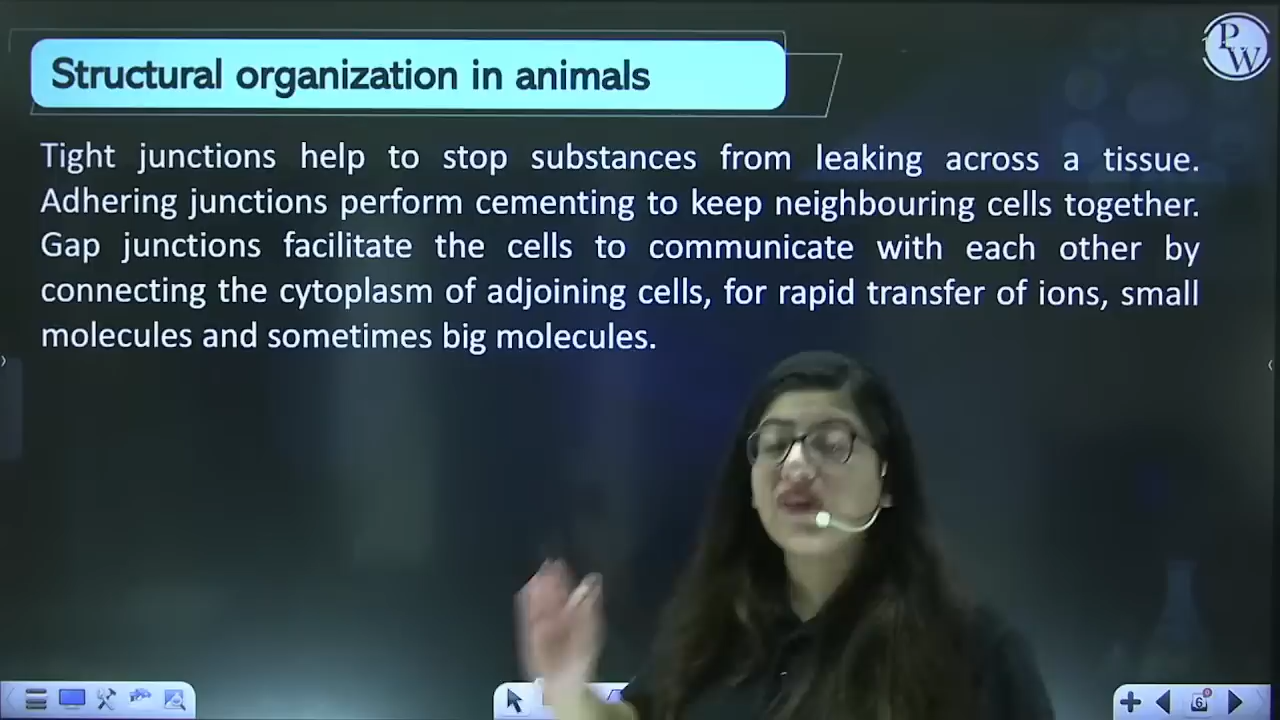 Structural organization in animals
PW
Tight junctions help to stop substances from leaking across a tissue.
Adhering junctions perform cementing to keep neighbouring cells together.
Gap junctions facilitate the cells to communicate with each other by
connecting the cytoplasm of adjoining cells, for rapid transfer of ions, small
molecules and sometimes big molecules.
6